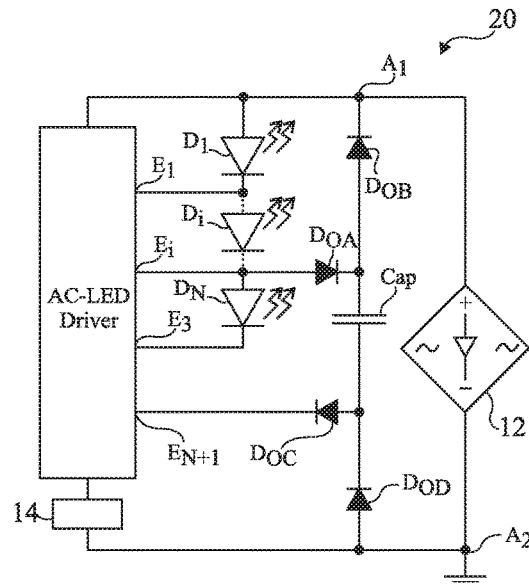 20
A1
D1
E1
DOB
Di
DOA
Ei
Cap
AC-LED
Driver
DN
E3
+
~ ~
−
12
EN+1
DOC
DOD
14
A2